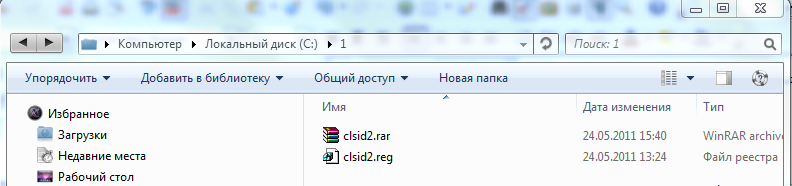 Компьютер Локальный диск (C:) 1 Поиск: 1
Упорядочить Добавить в библиотеку Общий доступ Новая папка
Избранное Имя Дата изменения Тип
Загрузки clsid2.rar 24.05.2011 15:40 WinRAR archive
Недавние места clsid2.reg 24.05.2011 13:24 Файл реестра
Рабочий стол